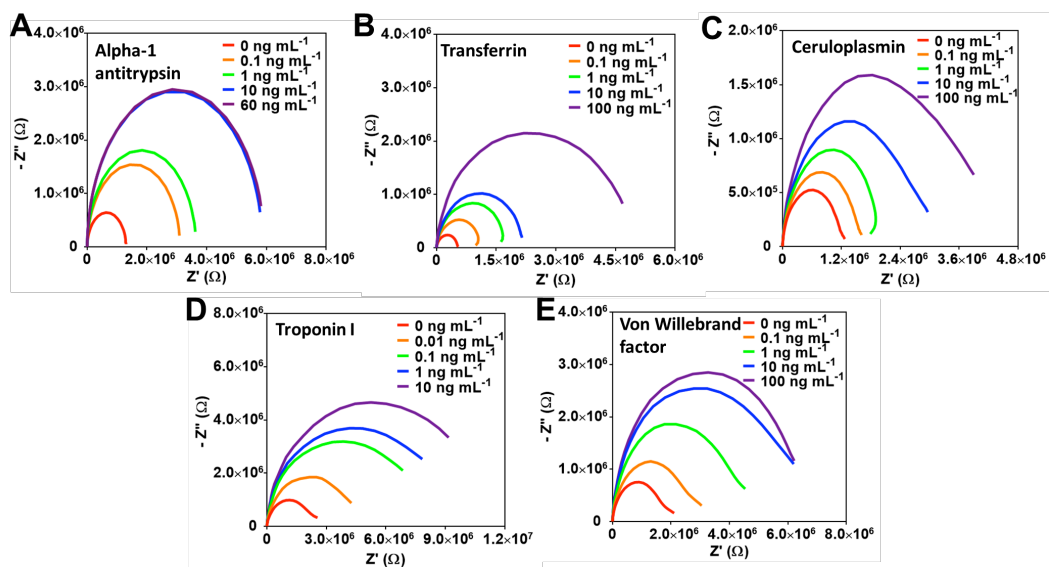 A
Alpha-1
antitrypsin
0 ng mL⁻¹
0.1 ng mL⁻¹
1 ng mL⁻¹
10 ng mL⁻¹
60 ng mL⁻¹
4.0×10⁶
3.0×10⁶
2.0×10⁶
1.0×10⁶
0
- Z'' (Ω)
0 2.0×10⁶ 4.0×10⁶ 6.0×10⁶ 8.0×10⁶
Z' (Ω)
B
Transferrin
0 ng mL⁻¹
0.1 ng mL⁻¹
1 ng mL⁻¹
10 ng mL⁻¹
100 ng mL⁻¹
4.0×10⁶
3.0×10⁶
2.0×10⁶
1.0×10⁶
0
- Z'' (Ω)
0 1.5×10⁶ 3.0×10⁶ 4.5×10⁶ 6.0×10⁶
Z' (Ω)
C
Ceruloplasmin
0 ng mL⁻¹
0.1 ng mL⁻¹
1 ng mL⁻¹
10 ng mL⁻¹
100 ng mL⁻¹
2.0×10⁶
1.5×10⁶
1.0×10⁶
5.0×10⁵
0
- Z'' (Ω)
0 1.2×10⁶ 2.4×10⁶ 3.6×10⁶ 4.8×10⁶
Z' (Ω)
D
Troponin I
0 ng mL⁻¹
0.01 ng mL⁻¹
0.1 ng mL⁻¹
1 ng mL⁻¹
10 ng mL⁻¹
8.0×10⁶
6.0×10⁶
4.0×10⁶
2.0×10⁶
0
- Z'' (Ω)
0 3.0×10⁶ 6.0×10⁶ 9.0×10⁶ 1.2×10⁷
Z' (Ω)
E
Von Willebrand
factor
0 ng mL⁻¹
0.1 ng mL⁻¹
1 ng mL⁻¹
10 ng mL⁻¹
100 ng mL⁻¹
4.0×10⁶
3.0×10⁶
2.0×10⁶
1.0×10⁶
0
- Z'' (Ω)
0 2.0×10⁶ 4.0×10⁶ 6.0×10⁶ 8.0×10⁶
Z' (Ω)